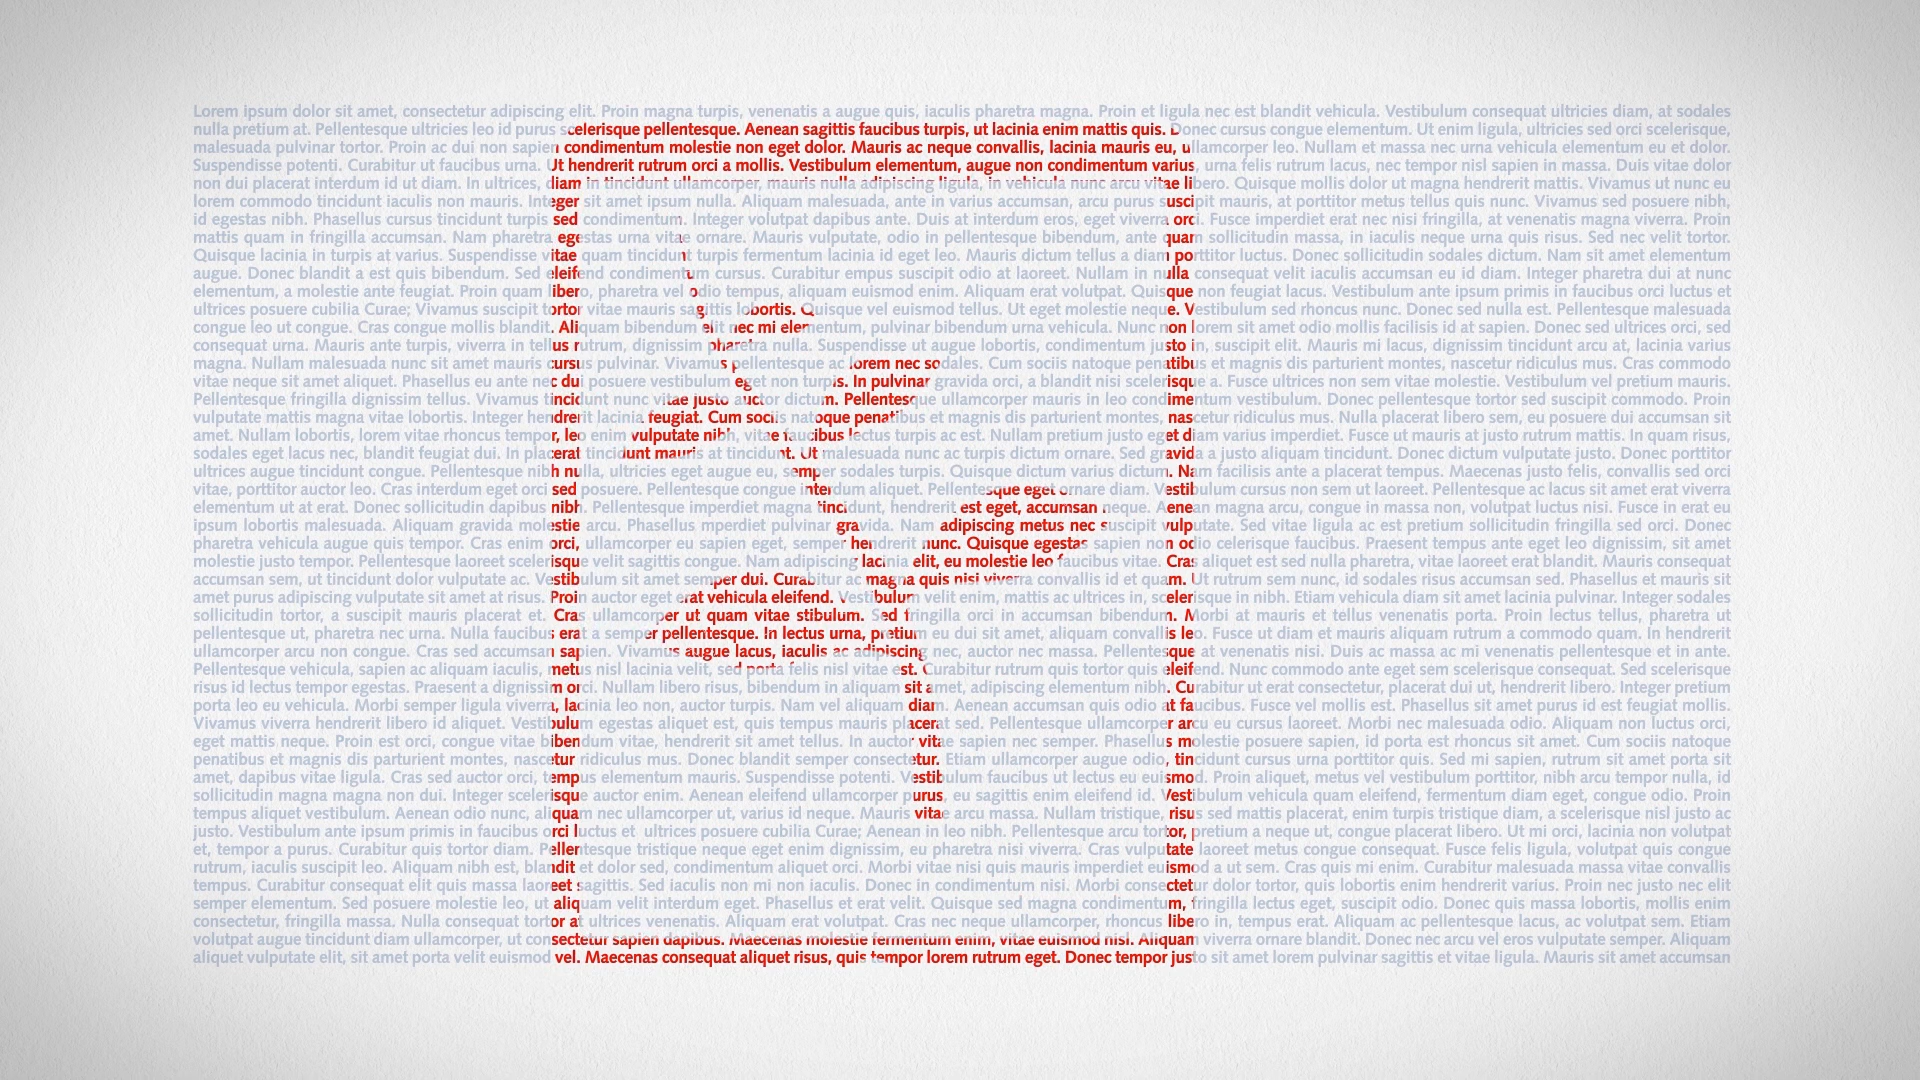 Lorem ipsum dolor sit amet, consectetur adipiscing elit. Proin magna turpis, venenatis a augue quis, iaculis pharetra magna. Proin et ligula nec est blandit vehicula. Vestibulum consequat ultricies diam, at sodales
nulla pretium at. Pellentesque ultricies leo id purus scelerisque pellentesque. Aenean sagittis faucibus turpis, ut lacinia enim mattis quis. Donec cursus congue elementum. Ut enim ligula, ultricies sed orci scelerisque,
malesuada pulvinar tortor. Proin ac dui non sapien condimentum molestie non eget dolor. Mauris ac neque convallis, lacinia mauris eu, ullamcorper leo. Nullam et massa nec urna vehicula elementum eu et dolor.
Suspendisse potenti. Curabitur ut faucibus urna. Ut hendrerit rutrum orci a mollis. Vestibulum elementum, augue non condimentum varius, urna felis rutrum lacus, nec tempor nisl sapien in massa. Duis vitae dolor
non dui placerat interdum id ut diam. In ultrices, diam in tincidunt ullamcorper, mauris nulla adipiscing ligula, in vehicula nunc arcu vitae libero. Quisque mollis dolor ut magna hendrerit mattis. Vivamus ut nunc eu
lorem commodo tincidunt iaculis non mauris. Integer sit amet ipsum nulla. Aliquam malesuada, ante in varius accumsan, arcu purus suscipit mauris, at porttitor metus tellus quis nunc. Vivamus sed posuere nibh,
id egestas nibh. Phasellus cursus tincidunt turpis sed condimentum. Integer volutpat dapibus ante. Duis at interdum eros, eget viverra orci. Fusce imperdiet erat nec nisi fringilla, at venenatis magna viverra. Proin
mattis quam in fringilla accumsan. Nam pharetra egestas urna vitae ornare. Mauris vulputate, odio in pellentesque bibendum, ante quam sollicitudin massa, in iaculis neque urna quis risus. Sed nec velit tortor.
Quisque lacinia in turpis at varius. Suspendisse vitae quam tincidunt turpis fermentum lacinia id eget leo. Mauris dictum tellus a diam porttitor luctus. Donec sollicitudin sodales dictum. Nam sit amet elementum
augue. Donec blandit a est quis bibendum. Sed eleifend condimentum cursus. Curabitur empus suscipit odio at laoreet. Nullam in nulla consequat velit iaculis accumsan eu id diam. Integer pharetra dui at nunc
elementum, a molestie ante feugiat. Proin quam libero, pharetra vel odio tempus, aliquam euismod enim. Aliquam erat volutpat. Quisque non feugiat lacus. Vestibulum ante ipsum primis in faucibus orci luctus et
ultrices posuere cubilia Curae; Vivamus suscipit tortor vitae mauris sagittis lobortis. Quisque vel euismod tellus. Ut eget molestie neque. Vestibulum sed rhoncus nunc. Donec sed nulla est. Pellentesque malesuada
congue leo ut congue. Cras congue mollis blandit. Aliquam bibendum elit nec mi elementum, pulvinar bibendum urna vehicula. Nunc non lorem sit amet odio mollis facilisis id at sapien. Donec sed ultrices orci, sed
consequat urna. Mauris ante turpis, viverra in tellus rutrum, dignissim pharetra nulla. Suspendisse ut augue lobortis, condimentum justo in, suscipit elit. Mauris mi lacus, dignissim tincidunt arcu at, lacinia varius
magna. Nullam malesuada nunc sit amet mauris cursus pulvinar. Vivamus pellentesque ac lorem nec sodales. Cum sociis natoque penatibus et magnis dis parturient montes, nascetur ridiculus mus. Cras commodo
vitae neque sit amet aliquet. Phasellus eu ante nec dui posuere vestibulum eget non turpis. In pulvinar gravida orci, a blandit nisi scelerisque a. Fusce ultrices non sem vitae molestie. Vestibulum vel pretium mauris.
Pellentesque fringilla dignissim tellus. Vivamus tincidunt nunc vitae justo auctor dictum. Pellentesque ullamcorper mauris in leo condimentum vestibulum. Donec pellentesque tortor sed suscipit commodo. Proin
vulputate mattis magna vitae lobortis. Integer hendrerit lacinia feugiat. Cum sociis natoque penatibus et magnis dis parturient montes, nascetur ridiculus mus. Nulla placerat libero sem, eu posuere dui accumsan sit
amet. Nullam lobortis, lorem vitae rhoncus tempor, leo enim vulputate nibh, vitae faucibus lectus turpis ac est. Nullam pretium justo eget diam varius imperdiet. Fusce ut mauris at justo rutrum mattis. In quam risus,
sodales eget lacus nec, blandit feugiat dui. In placerat tincidunt mauris at tincidunt. Ut malesuada nunc ac turpis dictum ornare. Sed gravida a justo aliquam tincidunt. Donec dictum vulputate justo. Donec porttitor
ultrices augue tincidunt congue. Pellentesque nibh nulla, ultricies eget augue eu, semper sodales turpis. Quisque dictum varius dictum. Nam facilisis ante a placerat tempus. Maecenas justo felis, convallis sed orci
vitae, porttitor auctor leo. Cras interdum eget orci sed posuere. Pellentesque congue interdum aliquet. Pellentesque eget ornare diam. Vestibulum cursus non sem ut laoreet. Pellentesque ac lacus sit amet erat viverra
elementum ut at erat. Donec sollicitudin dapibus nibh. Pellentesque imperdiet magna tincidunt, hendrerit est eget, accumsan neque. Aenean magna arcu, congue in massa non, volutpat luctus nisi. Fusce in erat eu
ipsum lobortis malesuada. Aliquam gravida molestie arcu. Phasellus mperdiet pulvinar gravida. Nam adipiscing metus nec suscipit vulputate. Sed vitae ligula ac est pretium sollicitudin fringilla sed orci. Donec
pharetra vehicula augue quis tempor. Cras enim orci, ullamcorper eu sapien eget, semper hendrerit nunc. Quisque egestas sapien non odio celerisque faucibus. Praesent tempus ante eget leo dignissim, sit amet
molestie justo tempor. Pellentesque laoreet scelerisque velit sagittis congue. Nam adipiscing lacinia elit, eu molestie leo faucibus vitae. Cras aliquet est sed nulla pharetra, vitae laoreet erat blandit. Mauris consequat
accumsan sem, ut tincidunt dolor vulputate ac. Vestibulum sit amet sem semper dui. Curabitur ac magna quis nisi viverra convallis id et quam. Ut rutrum sem nunc, id sodales risus accumsan sed. Phasellus et mauris sit
amet purus adipiscing vulputate sit amet at risus. Proin auctor eget erat vehicula eleifend. Vestibulum velit enim, mattis ac ultrices in, scelerisque in nibh. Etiam vehicula diam sit amet lacinia pulvinar. Integer sodales
sollicitudin tortor, a suscipit mauris placerat et. Cras ullamcorper ut quam vitae stibulum. Sed fringilla orci in accumsan bibendum. Morbi at mauris et tellus venenatis porta. Proin lectus tellus, pharetra ut
pellentesque ut, pharetra nec urna. Nulla faucibus erat a semper pellentesque. In lectus urna, pretium eu dui sit amet, aliquam convallis leo. Fusce ut diam et mauris aliquam rutrum a commodo quam. In hendrerit
ullamcorper arcu non congue. Cras sed accumsan sapien. Vivamus augue lacus, iaculis ac adipiscing nec, auctor nec massa. Pellentesque at venenatis nisi. Duis ac massa ac mi venenatis pellentesque et in ante.
Pellentesque vehicula, sapien ac aliquam iaculis, metus nisl lacinia velit, sed porta felis nisl vitae est. Curabitur rutrum quis tortor quis eleifend. Nunc commodo ante eget sem scelerisque consequat. Sed scelerisque
risus id lectus tempor egestas. Praesent a dignissim orci. Nullam libero risus, bibendum in aliquam sit amet, adipiscing elementum nibh. Curabitur ut erat consectetur, placerat dui ut, hendrerit libero. Integer pretium
porta leo eu vehicula. Morbi semper ligula viverra, lacinia leo non, auctor turpis. Nam vel aliquam diam. Aenean accumsan quis odio at faucibus. Fusce vel mollis est. Phasellus sit amet purus id est feugiat mollis.
Vivamus viverra hendrerit libero id aliquet. Vestibulum egestas aliquet est, quis tempus mauris placerat sed. Pellentesque ullamcorper arcu eu cursus laoreet. Morbi nec malesuada odio. Aliquam non luctus orci,
eget mattis neque. Proin est orci, congue vitae bibendum vitae, hendrerit sit amet tellus. In auctor vitae sapien nec semper. Phasellus molestie posuere sapien, id porta est rhoncus sit amet. Cum sociis natoque
penatibus et magnis dis parturient montes, nascetur ridiculus mus. Donec blandit semper consectetur. Etiam ullamcorper augue odio, tincidunt cursus urna porttitor quis. Sed mi sapien, rutrum sit amet porta sit
amet, dapibus vitae ligula. Cras sed auctor orci, tempus elementum mauris. Suspendisse potenti. Vestibulum faucibus ut lectus eu euismod. Proin aliquet, metus vel vestibulum porttitor, nibh arcu tempor nulla, id
sollicitudin magna magna non dui. Integer scelerisque auctor enim. Aenean eleifend ullamcorper purus, eu sagittis enim eleifend id. Vestibulum vehicula quam eleifend, fermentum diam eget, congue odio. Proin
tempus aliquet vestibulum. Aenean odio nunc, aliquam nec ullamcorper ut, varius id neque. Mauris vitae arcu massa. Nullam tristique, risus sed mattis placerat, enim turpis tristique diam, a scelerisque nisl justo ac
justo. Vestibulum ante ipsum primis in faucibus orci luctus et ultrices posuere cubilia Curae; Aenean in leo nibh. Pellentesque arcu tortor, pretium a neque ut, congue placerat libero. Ut mi orci, lacinia non volutpat
et, tempor a purus. Curabitur quis tortor diam. Pellentesque tristique neque eget enim dignissim, eu pharetra nisi viverra. Cras vulputate laoreet metus congue consequat. Fusce felis ligula, volutpat quis congue
rutrum, iaculis suscipit leo. Aliquam nibh est, blandit et dolor sed, condimentum aliquet orci. Morbi vitae nisi quis mauris imperdiet euismod a ut sem. Cras quis mi enim. Curabitur malesuada massa vitae convallis
tempus. Curabitur consequat elit quis massa laoreet sagittis. Sed iaculis non mi non iaculis. Donec in condimentum nisi. Morbi consectetur dolor tortor, quis lobortis enim hendrerit varius. Proin nec justo nec elit
semper elementum. Sed posuere molestie leo, ut aliquam velit interdum eget. Phasellus et erat velit. Quisque sed magna condimentum, fringilla lectus eget, suscipit odio. Donec quis massa lobortis, mollis enim
consectetur, fringilla massa. Nulla consequat tortor at ultrices venenatis. Aliquam erat volutpat. Cras nec neque ullamcorper, rhoncus libero in, tempus erat. Aliquam ac pellentesque lacus, ac volutpat sem. Etiam
volutpat augue tincidunt diam ullamcorper, ut consectetur sapien dapibus. Maecenas molestie fermentum enim, vitae euismod nisl. Aliquam viverra ornare blandit. Donec nec arcu vel eros vulputate semper. Aliquam
aliquet vulputate elit, sit amet porta velit euismod vel. Maecenas consequat aliquet risus, quis tempor lorem rutrum eget. Donec tempor justo sit amet lorem pulvinar sagittis et vitae ligula. Mauris sit amet accumsan